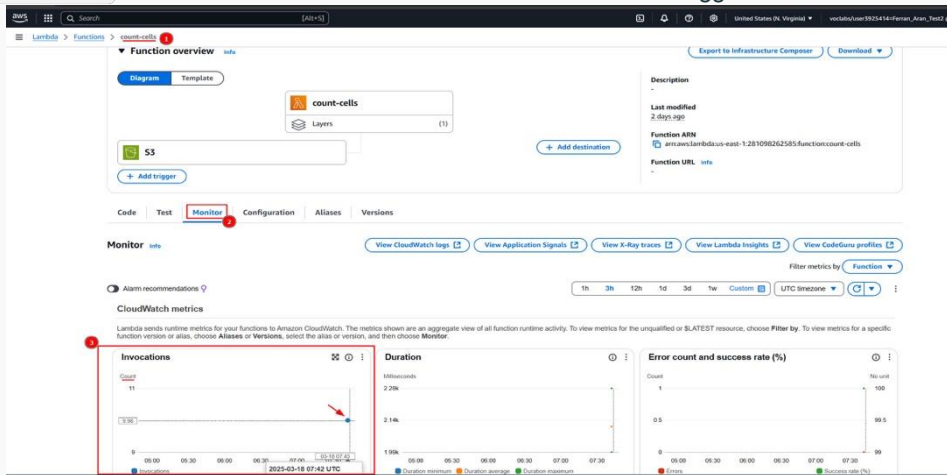 aws
Search
[Alt+S]
United States (N. Virginia)
voclabs/user3925414=Ferran_Aran_Test2
Lambda > Functions > count-cells
1
Function overview Info
Export to Infrastructure Composer
Download
Diagram
Template
count-cells
Layers
(1)
S3
+ Add trigger
+ Add destination
Description
-
Last modified
2 days ago
Function ARN
arn:aws:lambda:us-east-1:281098262585:function:count-cells
Function URL Info
-
Code
Test
Monitor
Configuration
Aliases
Versions
2
Monitor Info
View CloudWatch logs
View Application Signals
View X-Ray traces
View Lambda Insights
View CodeGuru profiles
Filter metrics by
Function
Alarm recommendations
1h
3h
12h
1d
3d
1w
Custom
UTC timezone
CloudWatch metrics
Lambda sends runtime metrics for your functions to Amazon CloudWatch. The metrics shown are an aggregate view of all function runtime activity. To view metrics for the unqualified or $LATEST resource, choose Filter by. To view metrics for a specific
function version or alias, choose Aliases or Versions, select the alias or version, and then choose Monitor.
3
Invocations
Count
11
9.96
9
05:00
05:30
06:00
06:30
07:00
03-18 07:43
2025-03-18 07:42 UTC
Invocations
Duration
Milliseconds
2.28k
2.14k
1.99k
05:00
05:30
06:00
06:30
07:00
07:30
Duration minimum
Duration average
Duration maximum
Error count and success rate (%)
Count
No unit
1
100
0.5
99.5
0
99
05:00
05:30
06:00
06:30
07:00
07:30
Errors
Success rate (%)